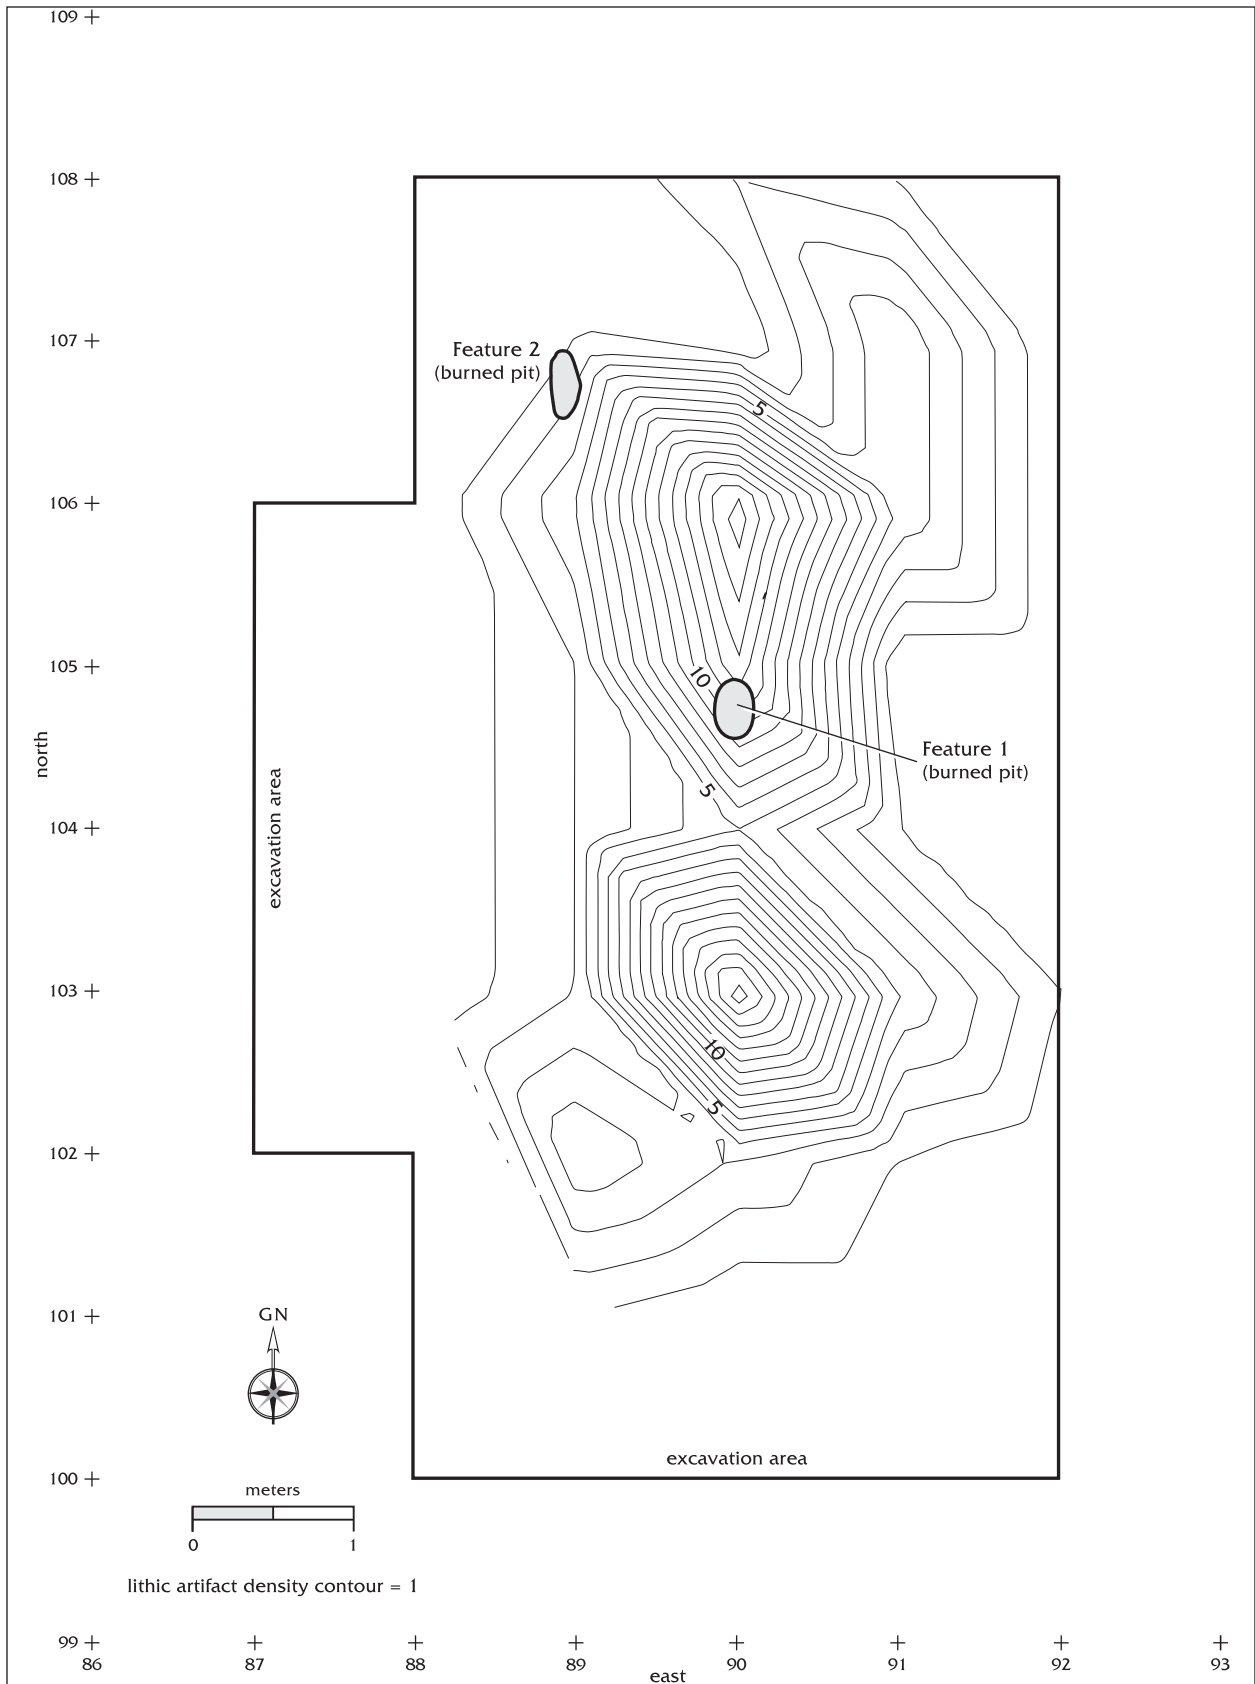 109
108
107
106
105
104
103
102
101
100
99
86
87
88
89
90
91
92
93
north
east
Feature 2
(burned pit)
5
10
Feature 1
(burned pit)
5
10
5
excavation area
excavation area
GN
meters
0
1
lithic artifact density contour = 1